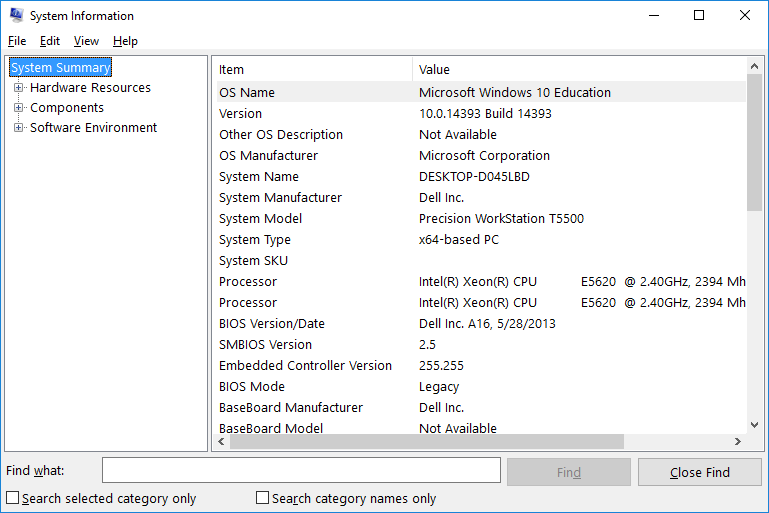 System Information
File Edit View Help
System Summary
Hardware Resources
Components
Software Environment
Item Value
OS Name Microsoft Windows 10 Education
Version 10.0.14393 Build 14393
Other OS Description Not Available
OS Manufacturer Microsoft Corporation
System Name DESKTOP-D045LBD
System Manufacturer Dell Inc.
System Model Precision WorkStation T5500
System Type x64-based PC
System SKU
Processor Intel(R) Xeon(R) CPU E5620 @ 2.40GHz, 2394 Mh
Processor Intel(R) Xeon(R) CPU E5620 @ 2.40GHz, 2394 Mh
BIOS Version/Date Dell Inc. A16, 5/28/2013
SMBIOS Version 2.5
Embedded Controller Version 255.255
BIOS Mode Legacy
BaseBoard Manufacturer Dell Inc.
BaseBoard Model Not Available
Find what: Find Close Find
Search selected category only Search category names only